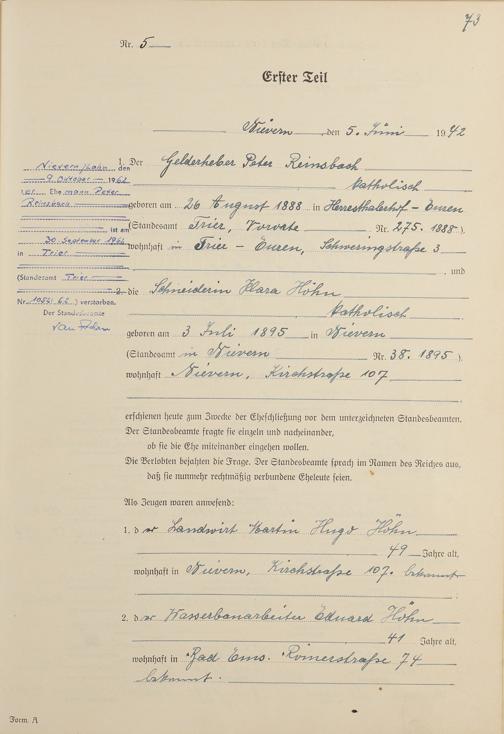 73
Nr. 5
Erster Teil
Nievern, den 5. Juni 1942
1. Der Gelderheber Peter Reinsbach
katholisch
geboren am 26 August 1888 in Herresthalerhof - Euren
(Standesamt Trier, Vororte Nr. 275. 1888).
wohnhaft in Trier - Euren, Schweringstraße 3
, und
2. die Schneiderin Klara Höhn
katholisch
geboren am 3 Juli 1895 in Nievern
(Standesamt in Nievern Nr. 38. 1895).
wohnhaft Nievern, Kirchstraße 107
erschienen heute zum Zwecke der Eheschließung vor dem unterzeichneten Standesbeamten.
Der Standesbeamte fragte sie einzeln und nacheinander,
ob sie die Ehe miteinander eingehen wollen.
Die Verlobten bejahten die Frage. Der Standesbeamte sprach im Namen des Reiches aus,
daß sie nunmehr rechtmäßig verbundene Eheleute seien.
Als Zeugen waren anwesend:
1. der Landwirt Martin Hugo Höhn
49 Jahre alt,
wohnhaft in Nievern, Kirchstraße 107. bekannt
2. der Wasserbauarbeiter Eduard Höhn
41 Jahre alt,
wohnhaft in Bad Ems. Römerstraße 74
bekannt.
Nievern/Lahn, den
9. Oktober 1962
Der Ehemann Peter
Reinsbach
ist am
30. September 1962
in Trier
(Standesamt Trier
Nr. 62) verstorben.
Der Standesbeamte
Form. A